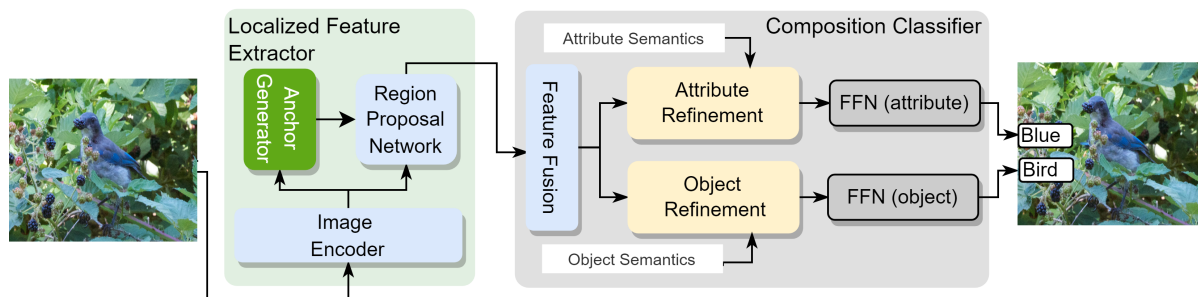 Localized Feature
Extractor
Anchor
Generator
Region
Proposal
Network
Image
Encoder
Composition Classifier
Attribute Semantics
Feature Fusion
Attribute
Refinement
FFN (attribute)
Object
Refinement
FFN (object)
Object Semantics
Blue
Bird